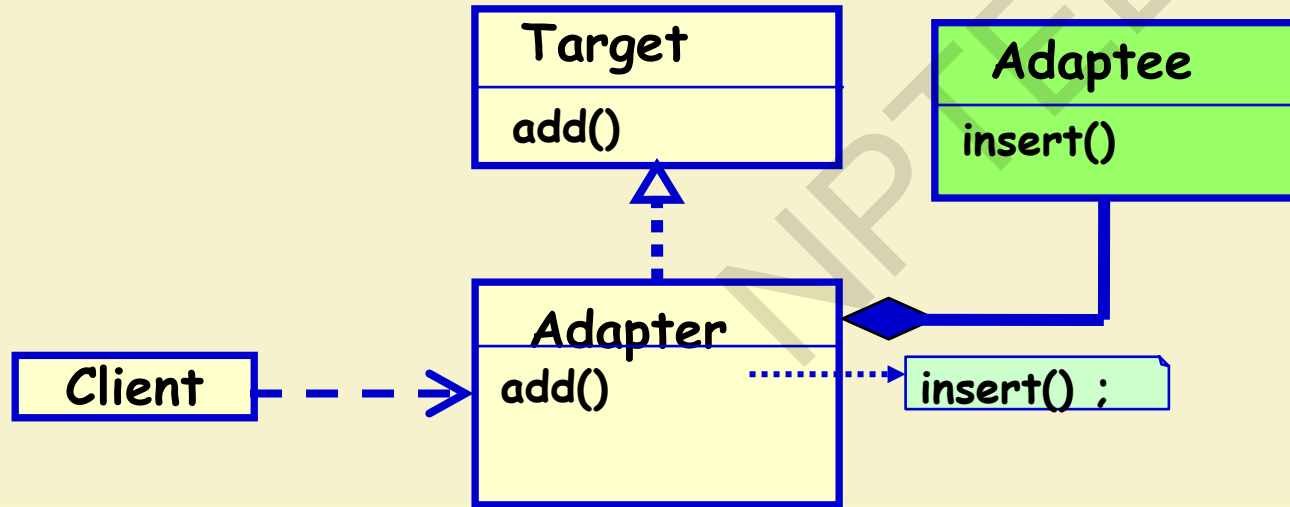 Target
add()
Adaptee
insert()
Adapter
add()
Client
insert() ;
NPTEL